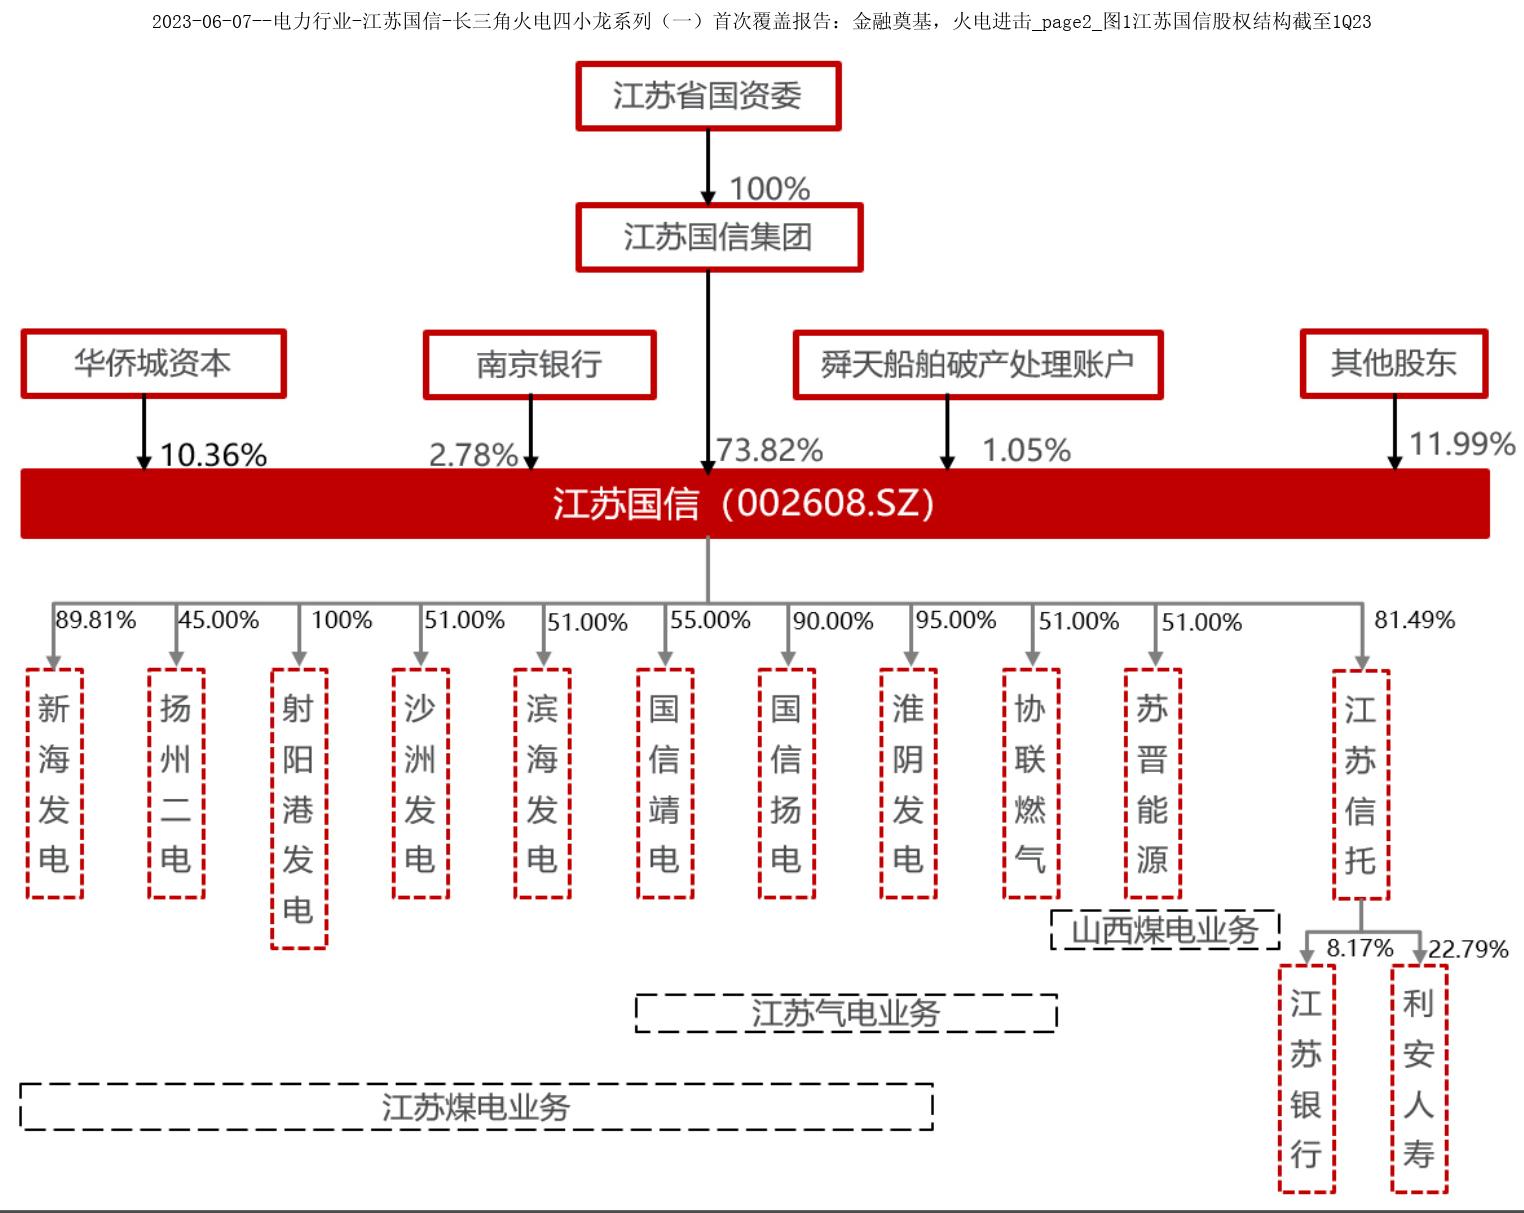 2023-06-07--电力行业-江苏国信-长三角火电四小龙系列（一）首次覆盖报告：金融奠基，火电进击_page2_图1江苏国信股权结构截至1Q23
江苏省国资委
100%
江苏国信集团
华侨城资本
南京银行
舜天船舶破产处理账户
其他股东
10.36%
2.78%
73.82%
1.05%
11.99%
江苏国信（002608.SZ）
89.81%
45.00%
100%
51.00%
51.00%
55.00%
90.00%
95.00%
51.00%
51.00%
81.49%
新海发电
扬州二电
射阳港发电
沙洲发电
滨海发电
国信靖电
国信扬电
淮阴发电
协联燃气
苏晋能源
江苏信托
山西煤电业务
8.17%
22.79%
江苏气电业务
江苏银行
利安人寿
江苏煤电业务